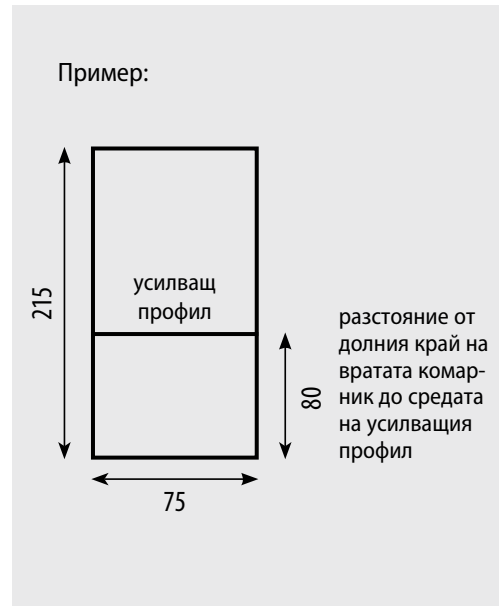 Пример:
усилващ
профил
215
80
75
разстояние от
долния край на
вратата комар-
ник до средата
на усилващия
профил